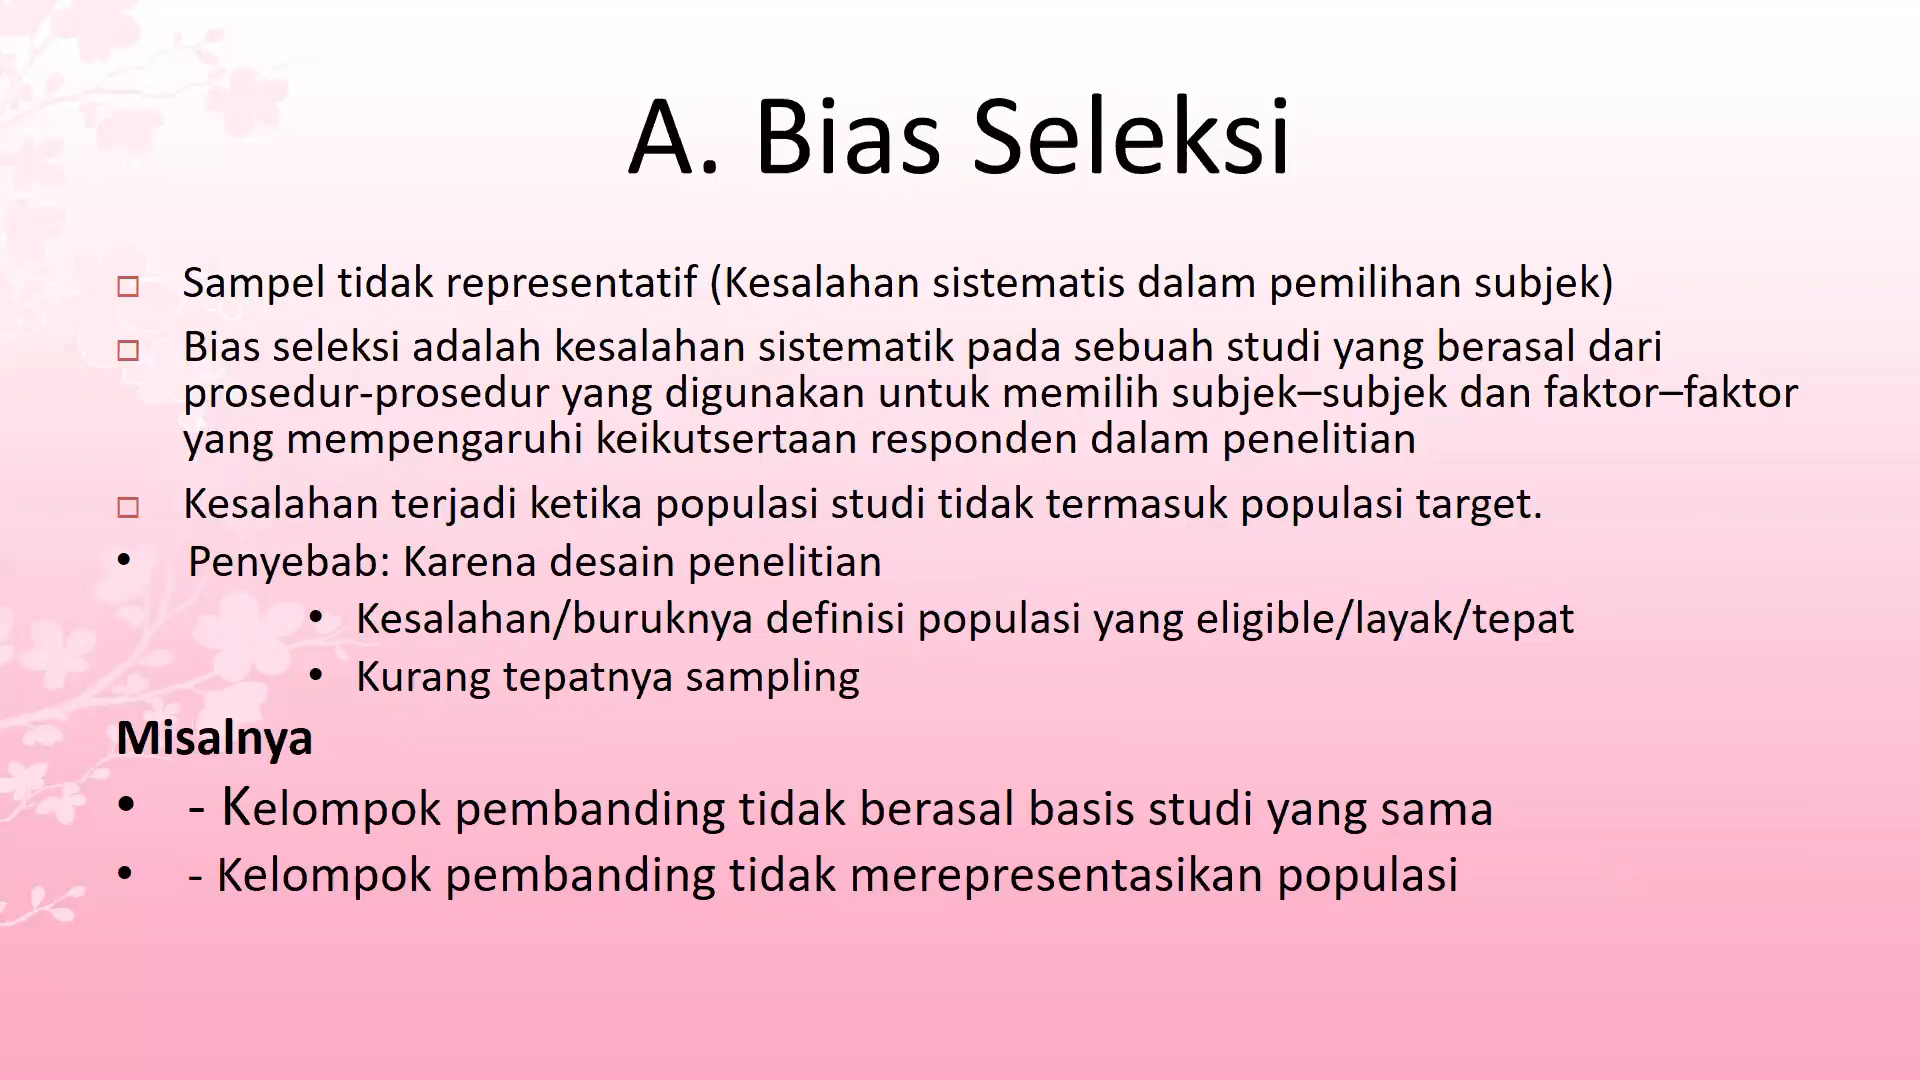 A. Bias Seleksi
□ Sampel tidak representatif (Kesalahan sistematis dalam pemilihan subjek)
□ Bias seleksi adalah kesalahan sistematik pada sebuah studi yang berasal dari
prosedur-prosedur yang digunakan untuk memilih subjek–subjek dan faktor–faktor
yang mempengaruhi keikutsertaan responden dalam penelitian
□ Kesalahan terjadi ketika populasi studi tidak termasuk populasi target.
• Penyebab: Karena desain penelitian
• Kesalahan/buruknya definisi populasi yang eligible/layak/tepat
• Kurang tepatnya sampling
Misalnya
• - Kelompok pembanding tidak berasal basis studi yang sama
• - Kelompok pembanding tidak merepresentasikan populasi